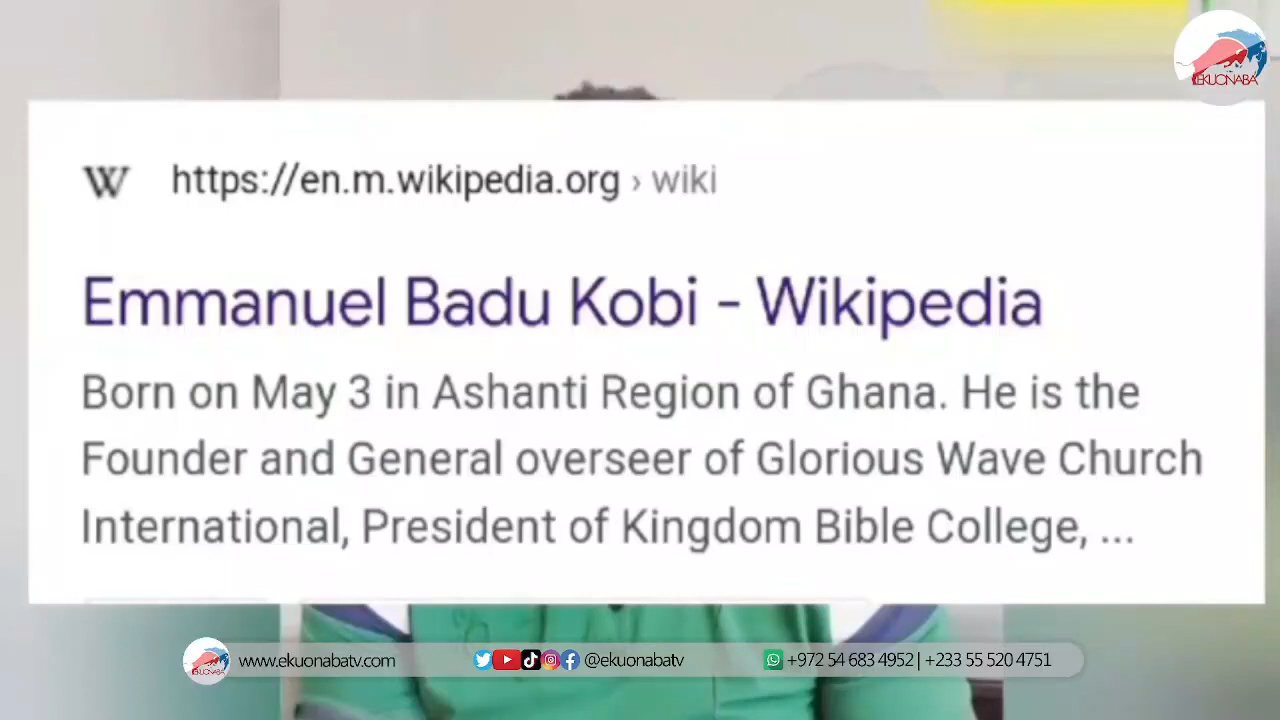 EKUONABA
W https://en.m.wikipedia.org › wiki
Emmanuel Badu Kobi - Wikipedia
Born on May 3 in Ashanti Region of Ghana. He is the
Founder and General overseer of Glorious Wave Church
International, President of Kingdom Bible College, ...
EKUONABA www.ekuonabatv.com @ekuonabatv +972 54 683 4952 | +233 55 520 4751